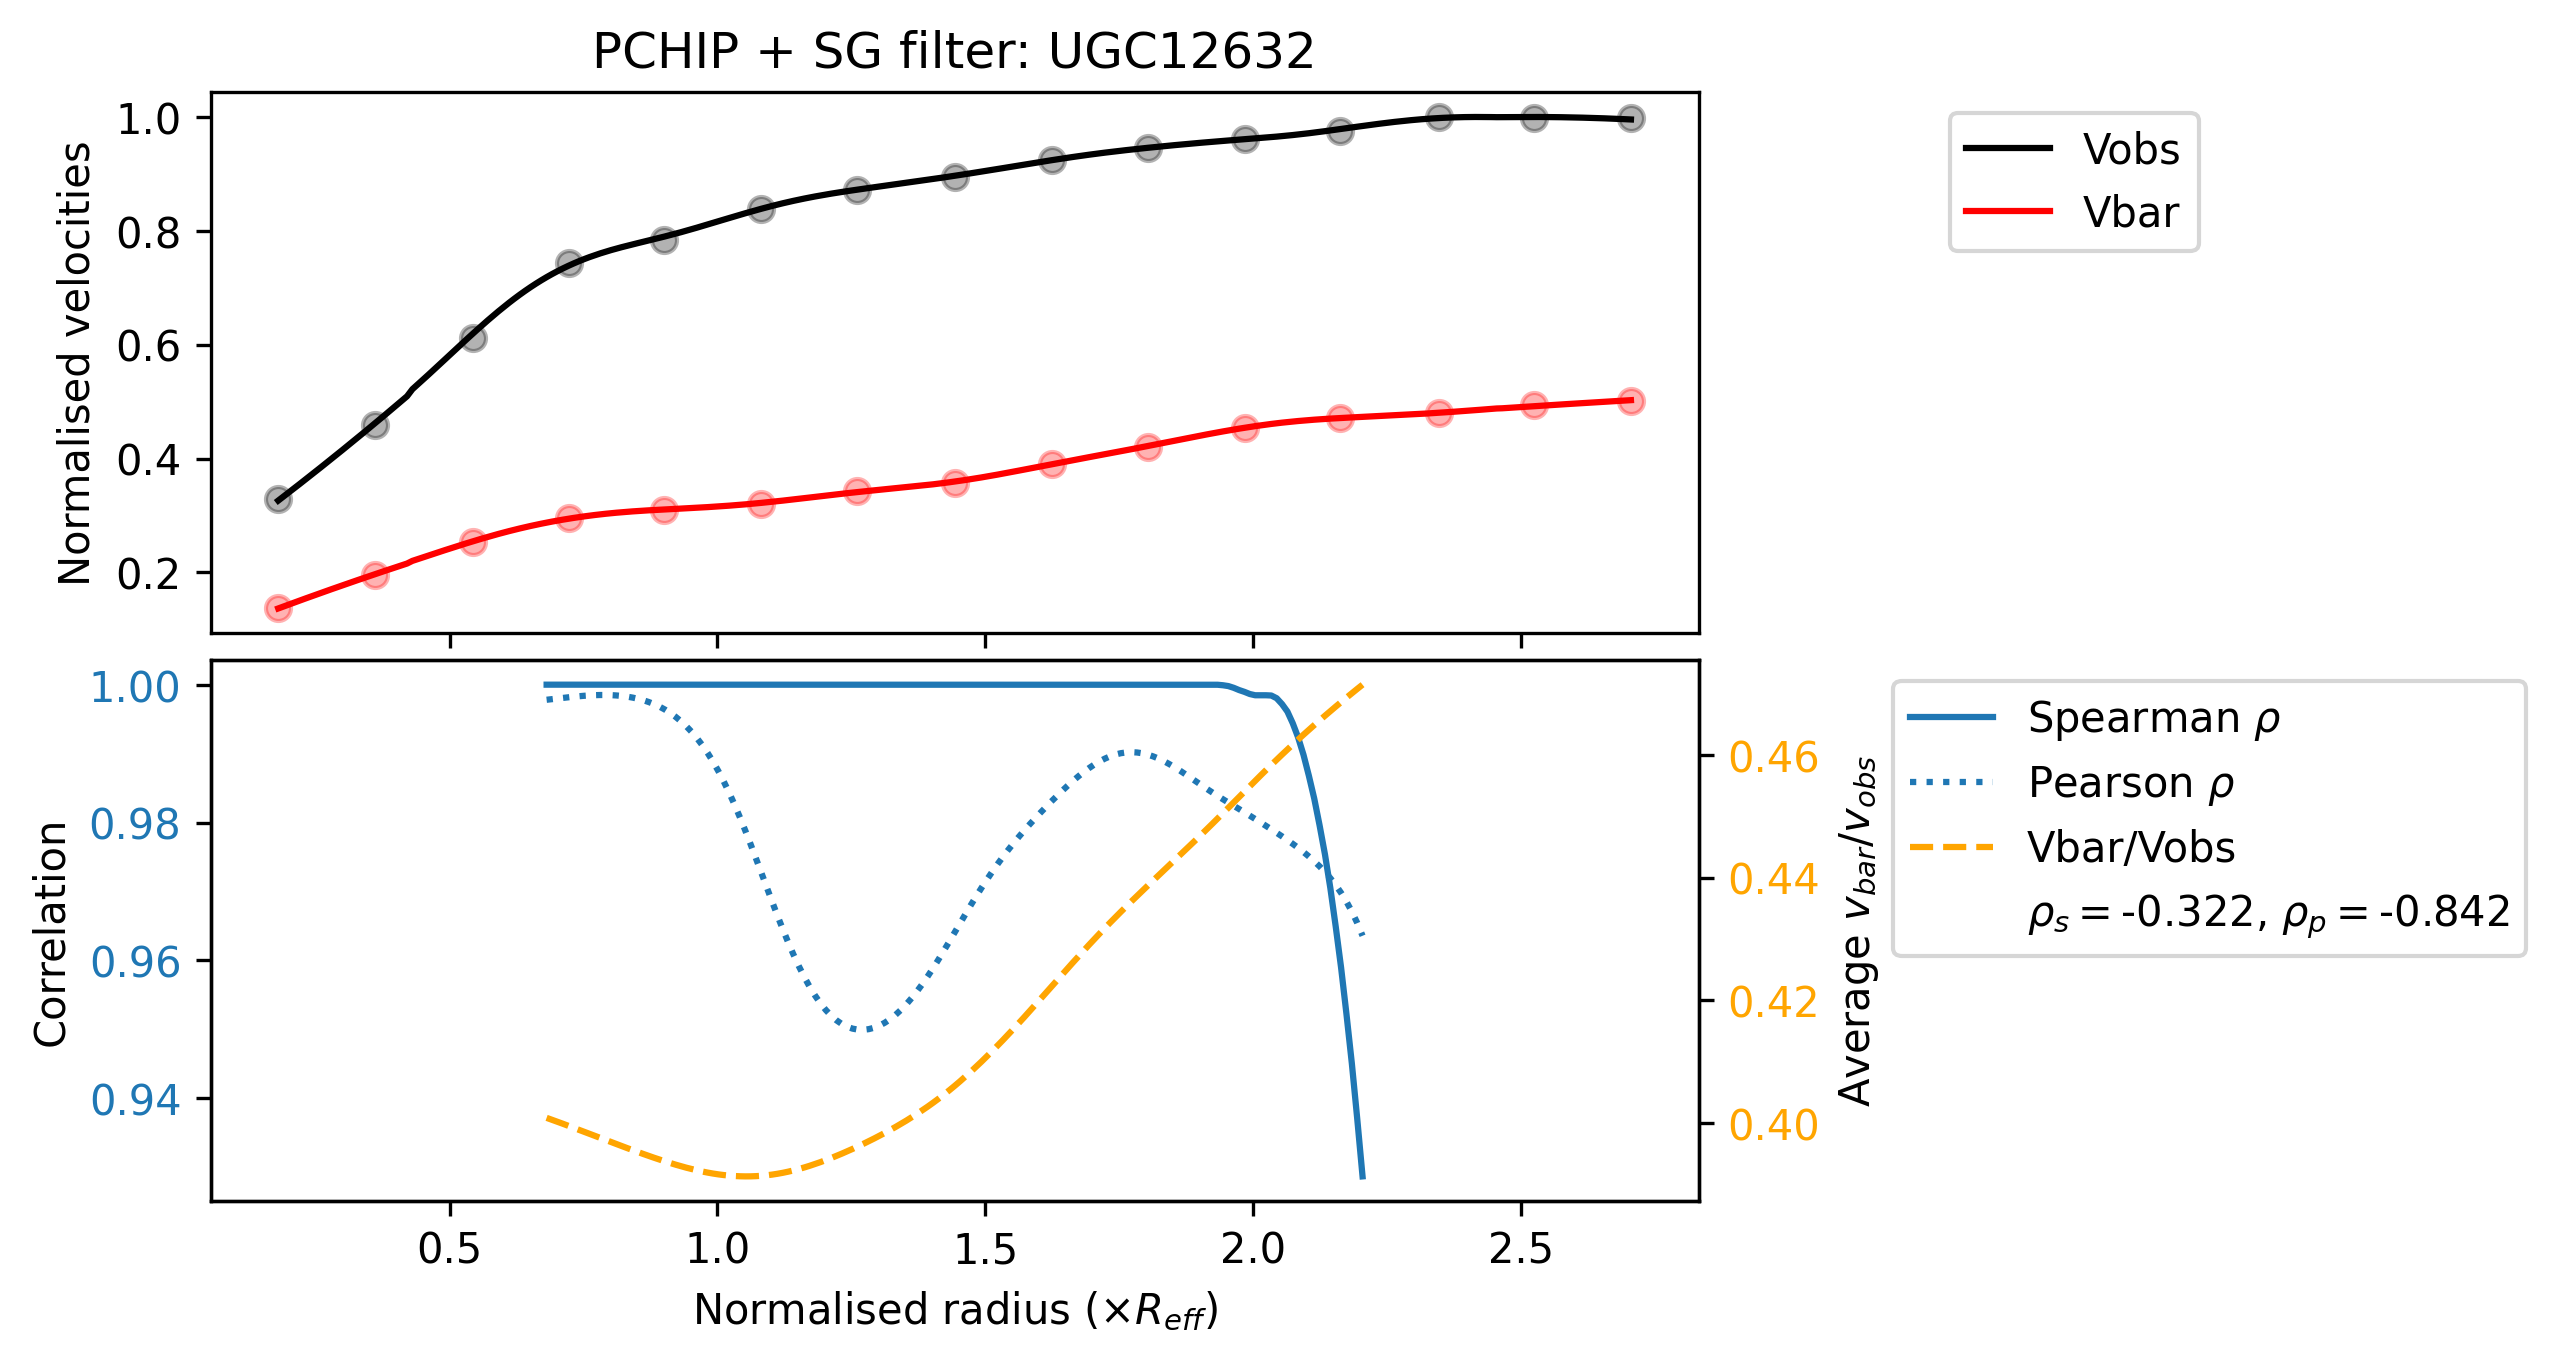 PCHIP + SG filter: UGC12632
Normalised velocities
1.0
0.8
0.6
0.4
0.2
Vobs
Vbar
Correlation
1.00
0.98
0.96
0.94
0.46
0.44
0.42
0.40
Average v_bar/v_obs
Spearman ρ
Pearson ρ
Vbar/Vobs
ρ_s = -0.322, ρ_p = -0.842
0.5 1.0 1.5 2.0 2.5
Normalised radius (×R_eff)